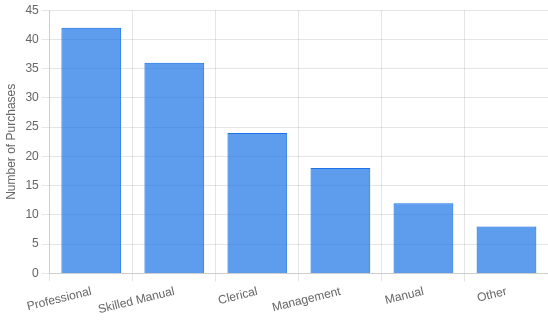 Number of Purchases
45
40
35
30
25
20
15
10
5
0
Professional
Skilled Manual
Clerical
Management
Manual
Other